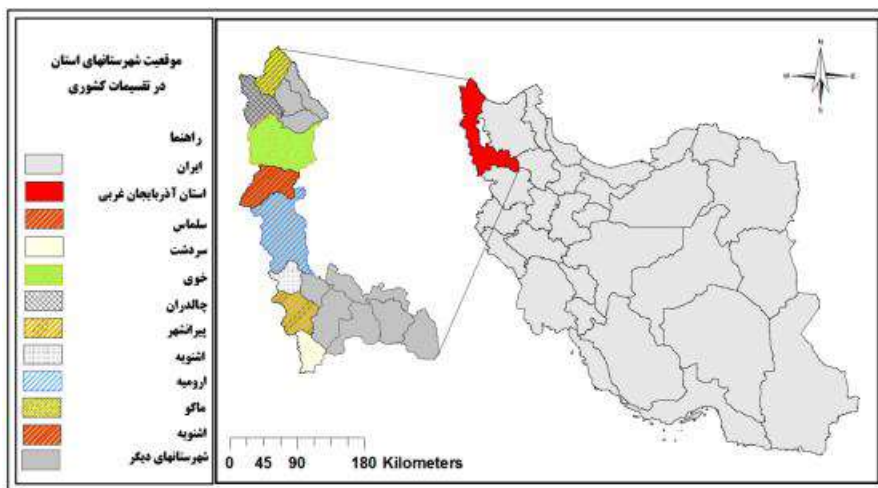 موقعیت شهرستانهای استان
در تقسیمات کشوری
راهنما
ایران
استان آذربایجان غربی
سلماس
سردشت
خوی
چالدران
پیرانشهر
اشنویه
ارومیه
ماکو
اشنویه
شهرستانهای دیگر
N
W
E
S
0 45 90 180 Kilometers